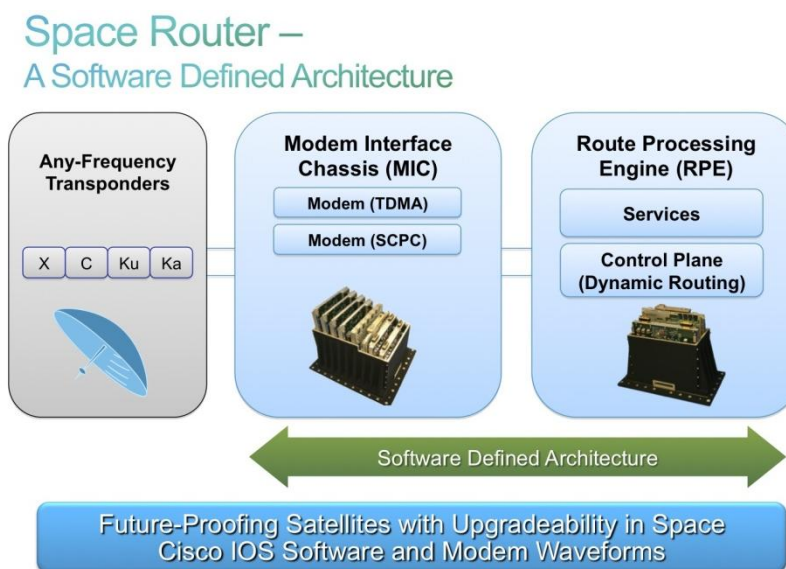 Space Router –
A Software Defined Architecture
Any-Frequency
Transponders
X C Ku Ka
Modem Interface
Chassis (MIC)
Modem (TDMA)
Modem (SCPC)
Route Processing
Engine (RPE)
Services
Control Plane
(Dynamic Routing)
Software Defined Architecture
Future-Proofing Satellites with Upgradeability in Space
Cisco IOS Software and Modem Waveforms